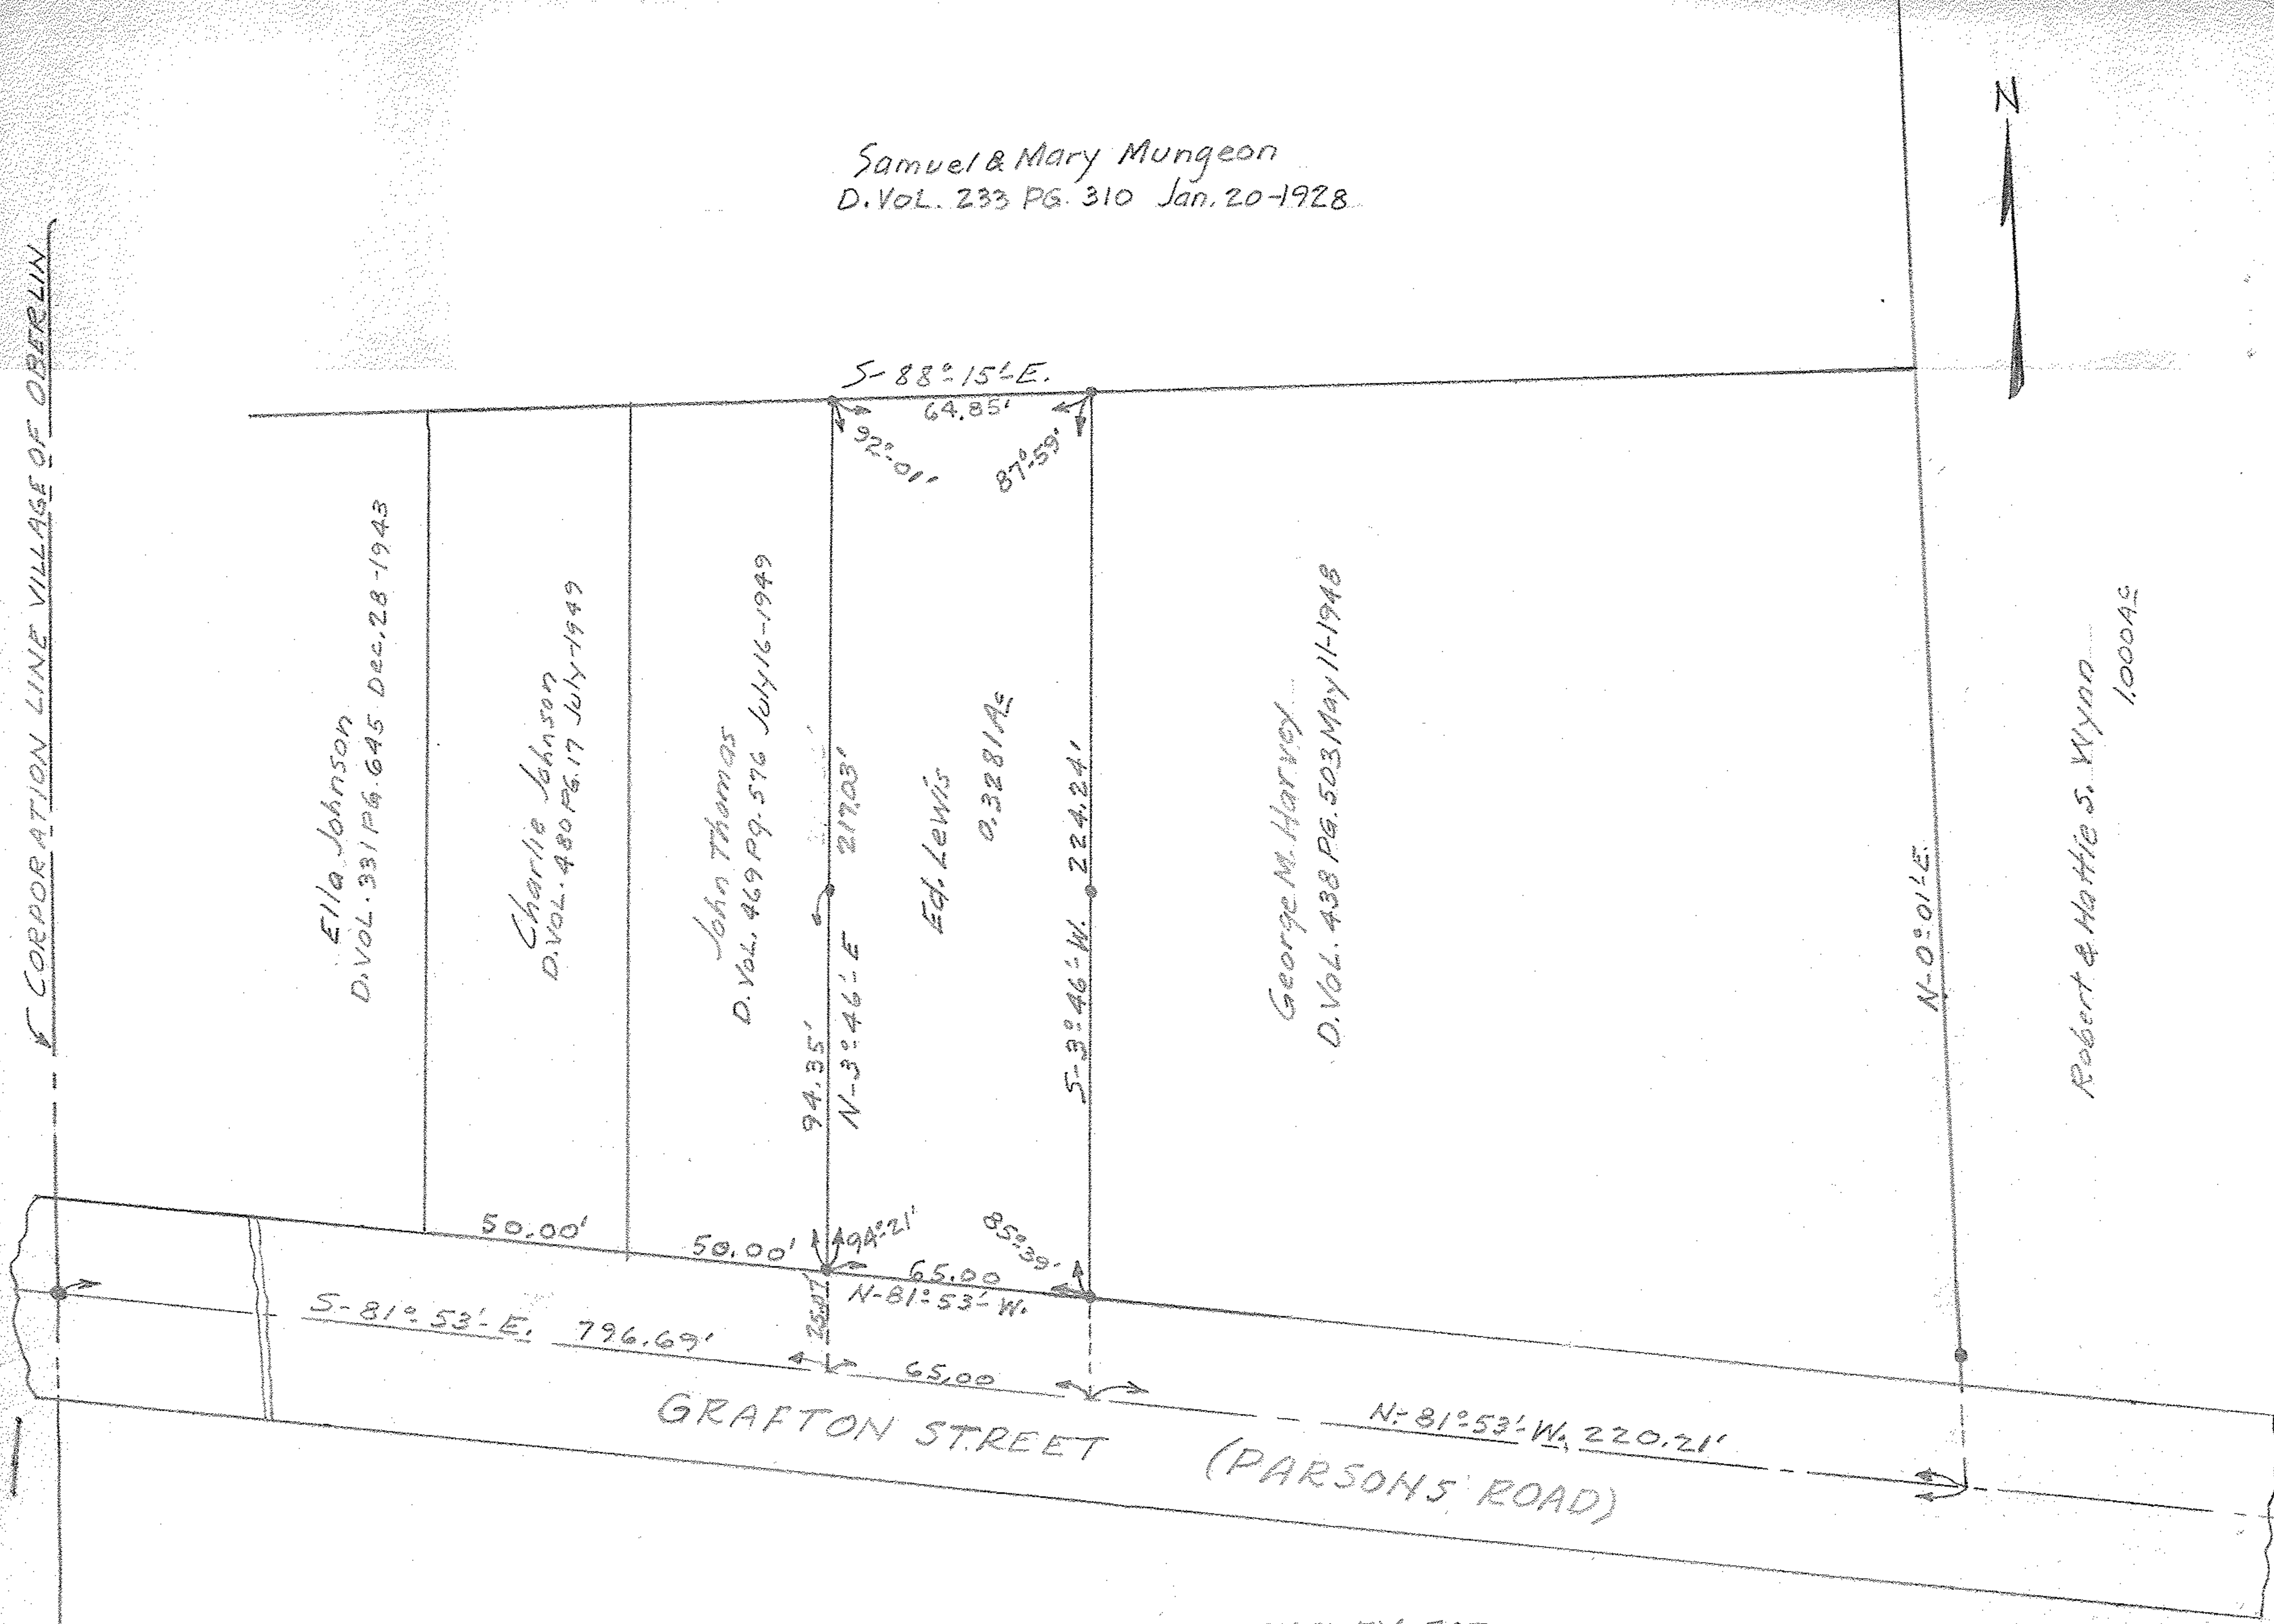 N
Samuel & Mary Mungeon
D. VOL. 233 PG. 310 Jan. 20-1928
CORPORATION LINE VILLAGE OF OBERLIN
S-88°-15'-E.
64.85'
92°-01'
87°-59'
Ella Johnson
D. VOL. 331 PG. 645 Dec. 28-1943
Charlie Johnson
D. VOL. 480 PG. 17 July-1949
John Thomas
D. VOL. 469 Pg. 576 July 16-1949
94.35'
217.03'
N-3°-46'-E
Ed. Lewis
0.3281 Ac
S-3°-46'-W. 224.24'
George M. Harvey
D. VOL. 438 PG. 503 May 11-1948
N-0°-01'-E.
Robert & Hattie S. Wynn
1.000 Ac
50.00'
50.00'
94°-21'
85°-39'
65.00
N-81°-53'-W.
25.07'
S-81°-53'-E. 796.69'
65.00
N-81°-53'-W. 220.21'
GRAFTON STREET (PARSONS ROAD)